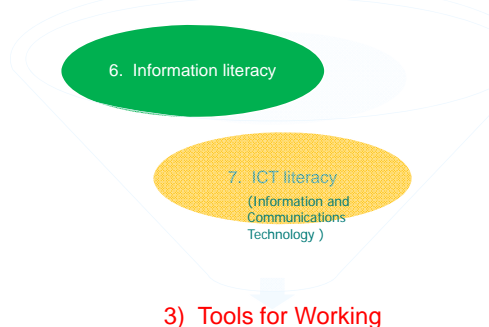 6. Information literacy
7. ICT literacy
(Information and
Communications
Technology )
3) Tools for Working